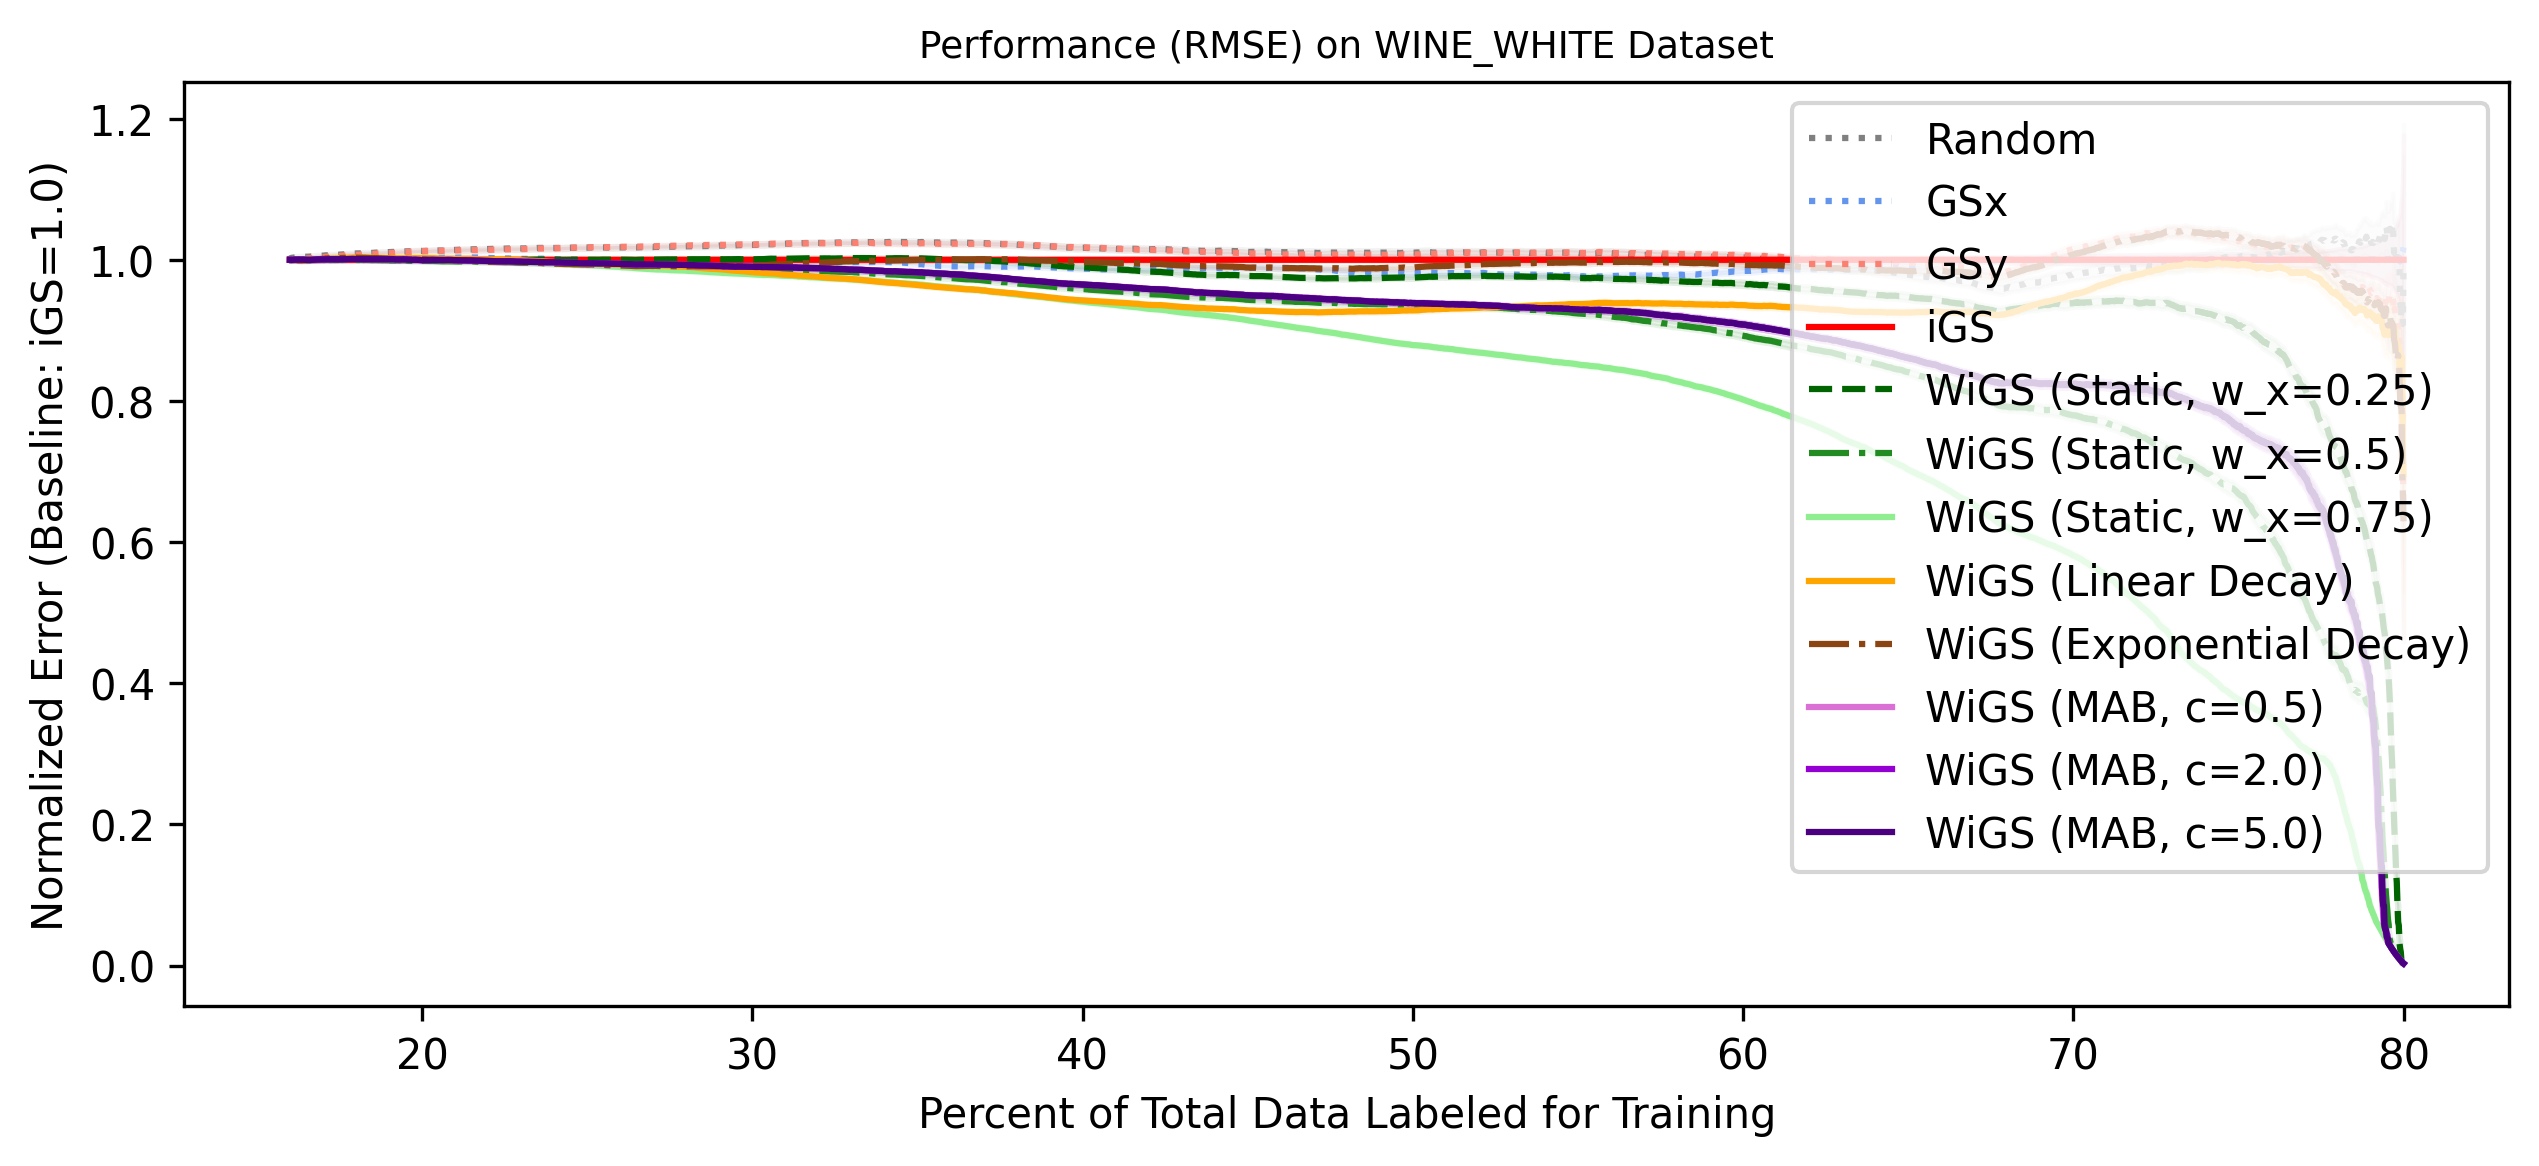 Performance (RMSE) on WINE_WHITE Dataset
Normalized Error (Baseline: iGS=1.0)
1.2
1.0
0.8
0.6
0.4
0.2
0.0
Random
GSx
GSy
iGS
WiGS (Static, w_x=0.25)
WiGS (Static, w_x=0.5)
WiGS (Static, w_x=0.75)
WiGS (Linear Decay)
WiGS (Exponential Decay)
WiGS (MAB, c=0.5)
WiGS (MAB, c=2.0)
WiGS (MAB, c=5.0)
20 30 40 50 60 70 80
Percent of Total Data Labeled for Training